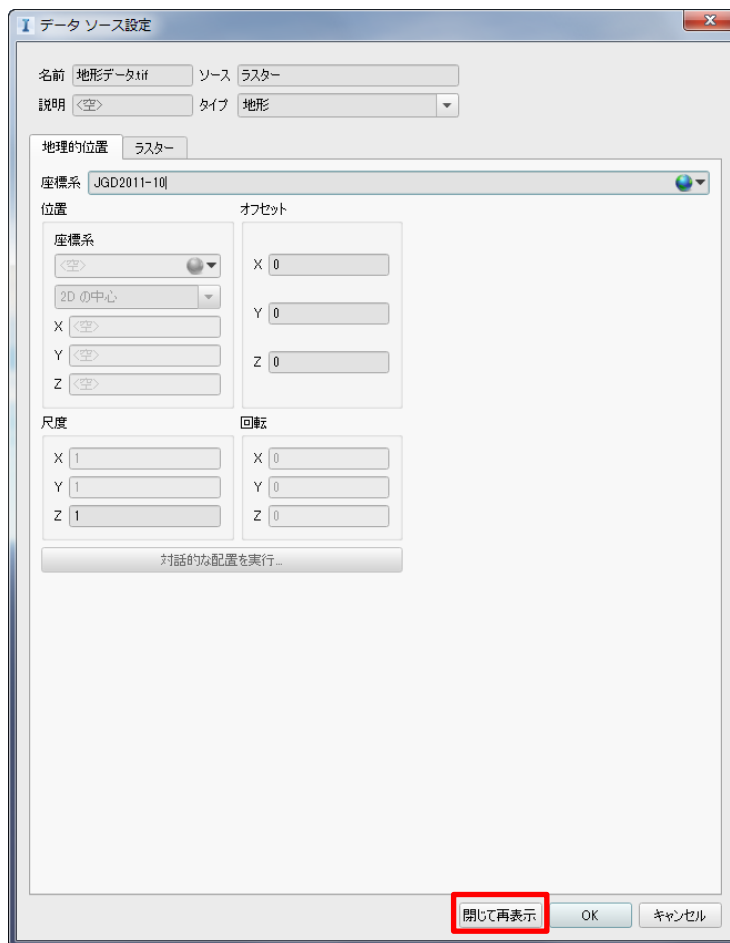 データ ソース設定
名前 地形データ.tif ソース ラスター
説明 <空> タイプ 地形
地理的位置 ラスター
座標系 JGD2011-10
位置 オフセット
座標系
<空> X 0
2D の中心
X <空> Y 0
Y <空>
Z <空> Z 0
尺度 回転
X 1 X 0
Y 1 Y 0
Z 1 Z 0
対話的な配置を実行...
閉じて再表示 OK キャンセル